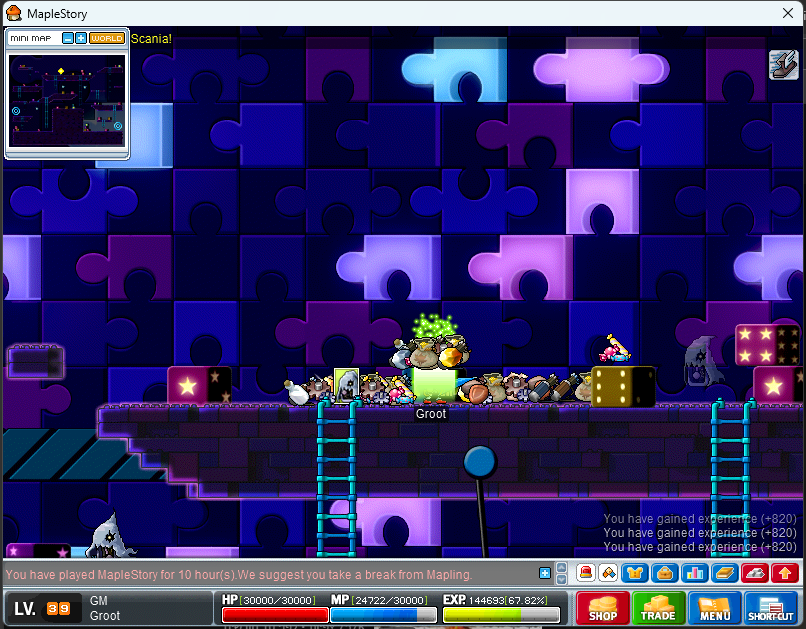 MapleStory
MINI MAP
WORLD
Scania!
Groot
You have gained experience (+820)
You have gained experience (+820)
You have gained experience (+820)
You have played MapleStory for 10 hour(s).We suggest you take a break from Mapling.
LV. 39
GM
Groot
HP[30000/30000]
MP[24722/30000]
EXP 144693[67.82%]
SHOP
TRADE
MENU
SHORTCUT